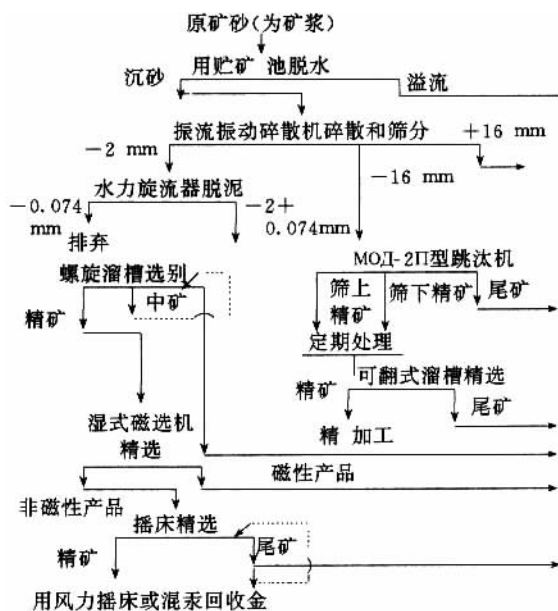 原矿砂(为矿浆)
用贮矿 池脱水
沉砂
溢流
振流振动碎散机碎散和筛分
+16 mm
-2 mm
-16 mm
水力旋流器脱泥
-0.074
mm
-2+
0.074mm
排弃
MOД-2П型跳汰机
螺旋溜槽选别
中矿
精矿
筛上
精矿
筛下精矿
尾矿
定期处理
可翻式溜槽精选
精矿
尾矿
精 加工
湿式磁选机
精选
磁性产品
非磁性产品
摇床精选
精矿
尾矿
用风力摇床或混汞回收金